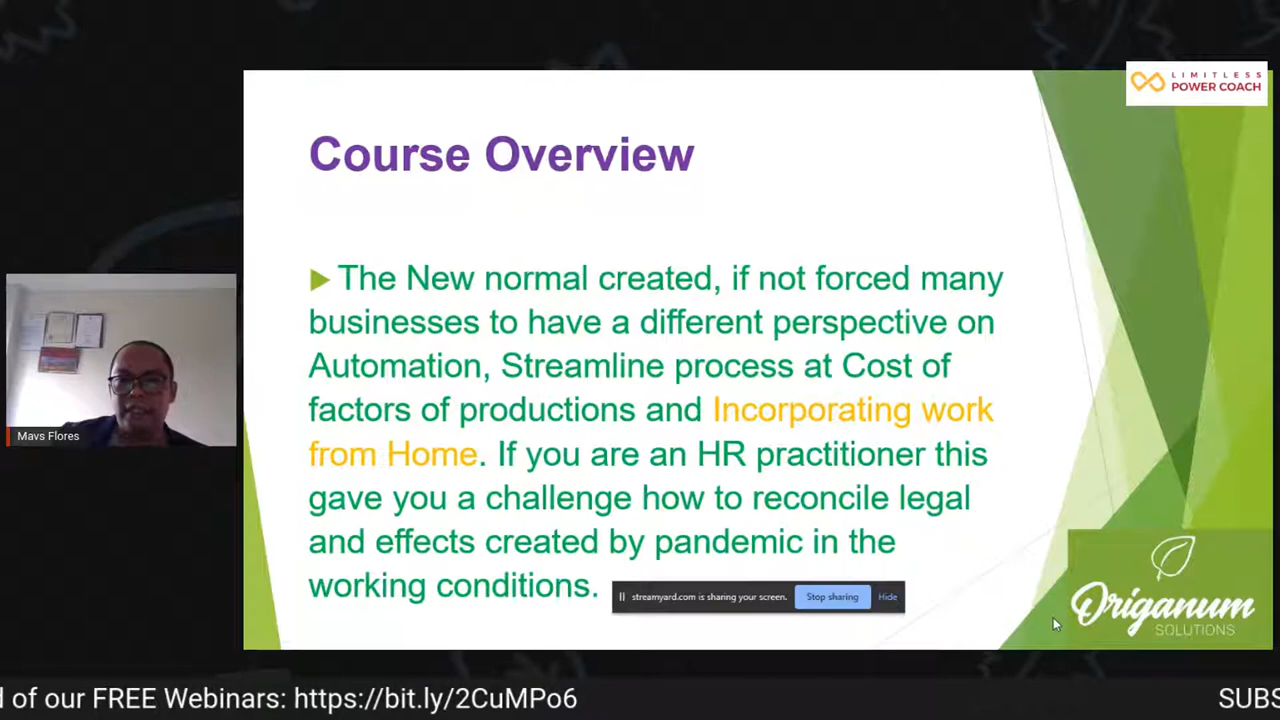 LIMITLESS
POWER COACH
Course Overview
The New normal created, if not forced many
businesses to have a different perspective on
Automation, Streamline process at Cost of
factors of productions and Incorporating work
from Home. If you are an HR practitioner this
gave you a challenge how to reconcile legal
and effects created by pandemic in the
working conditions.
Mavs Flores
streamyard.com is sharing your screen. Stop sharing Hide
Origanum
SOLUTIONS
d of our FREE Webinars: https://bit.ly/2CuMPo6 SUBS